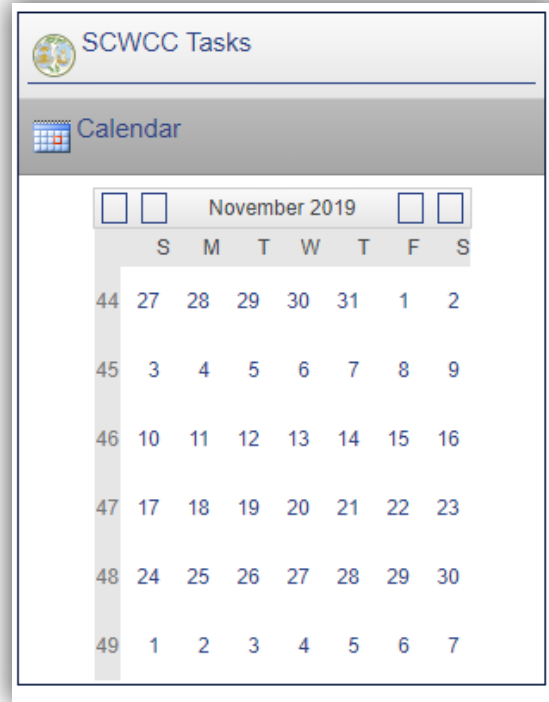 SCWCC Tasks
Calendar
November 2019
S M T W T F S
44 27 28 29 30 31 1 2
45 3 4 5 6 7 8 9
46 10 11 12 13 14 15 16
47 17 18 19 20 21 22 23
48 24 25 26 27 28 29 30
49 1 2 3 4 5 6 7